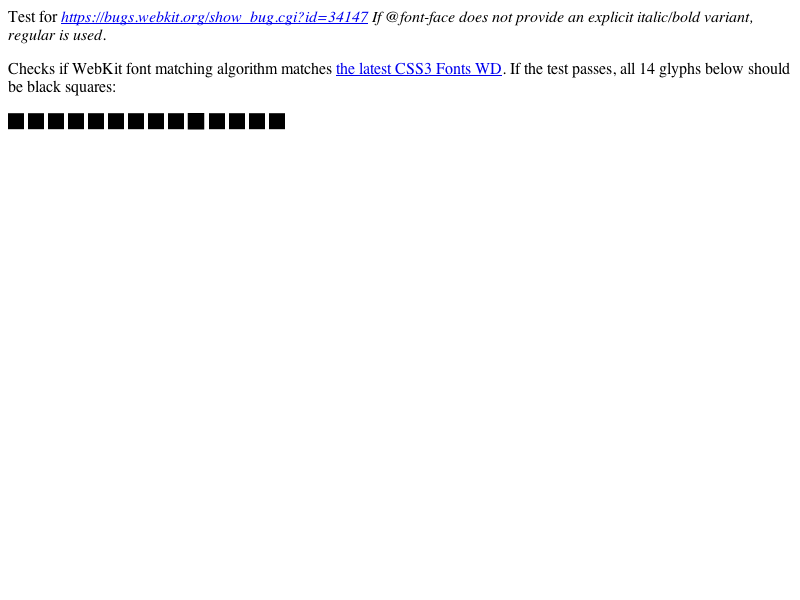 Test for https://bugs.webkit.org/show_bug.cgi?id=34147 If @font-face does not provide an explicit italic/bold variant,
regular is used.
Checks if WebKit font matching algorithm matches the latest CSS3 Fonts WD. If the test passes, all 14 glyphs below should
be black squares: